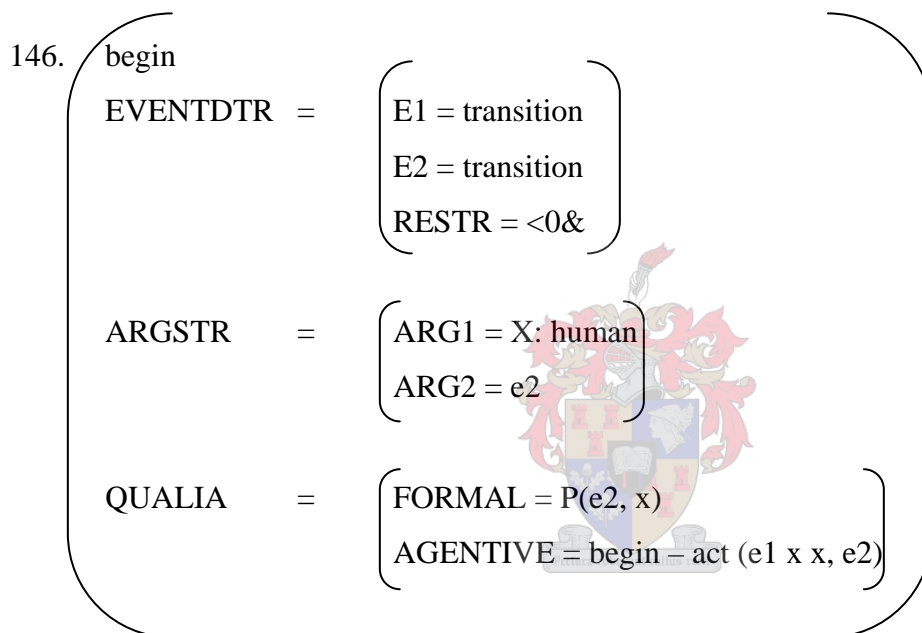 146. begin
EVENTDTR = E1 = transition
E2 = transition
RESTR = <0&
ARGSTR = ARG1 = X: human
ARG2 = e2
QUALIA = FORMAL = P(e2, x)
AGENTIVE = begin – act (e1 x x, e2)